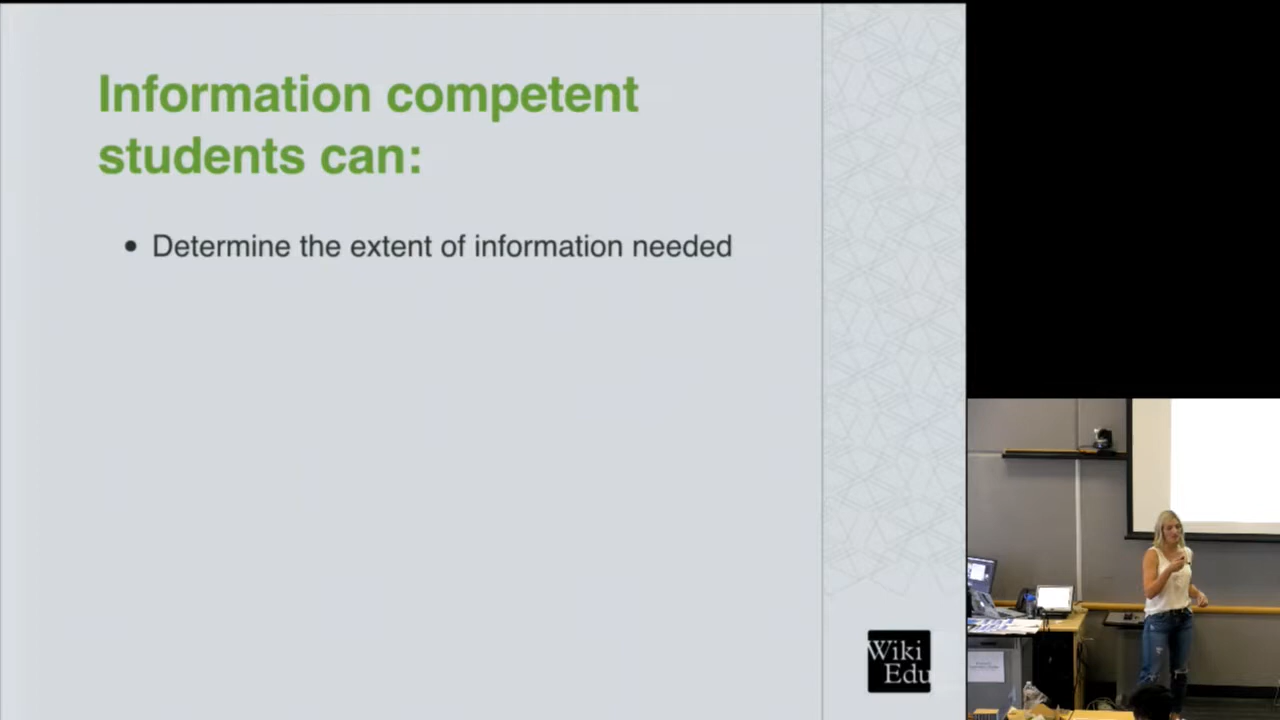 Information competent
students can:
• Determine the extent of information needed
Wiki
Edu